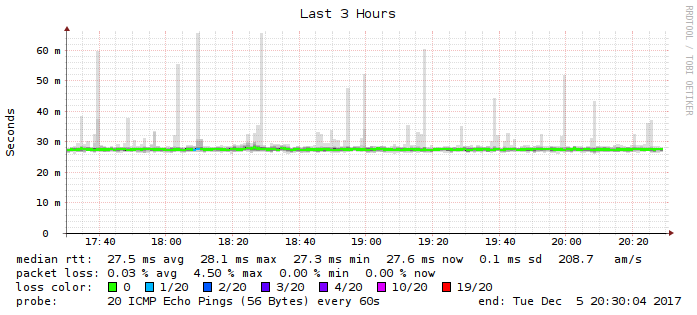 Last 3 Hours
RRDTOOL / TOBI OETIKER
Seconds
60 m
50 m
40 m
30 m
20 m
10 m
0
17:40 18:00 18:20 18:40 19:00 19:20 19:40 20:00 20:20
median rtt: 27.5 ms avg 28.1 ms max 27.3 ms min 27.6 ms now 0.1 ms sd 208.7 am/s
packet loss: 0.03 % avg 4.50 % max 0.00 % min 0.00 % now
loss color: 0 1/20 2/20 3/20 4/20 10/20 19/20
probe: 20 ICMP Echo Pings (56 Bytes) every 60s end: Tue Dec 5 20:30:04 2017